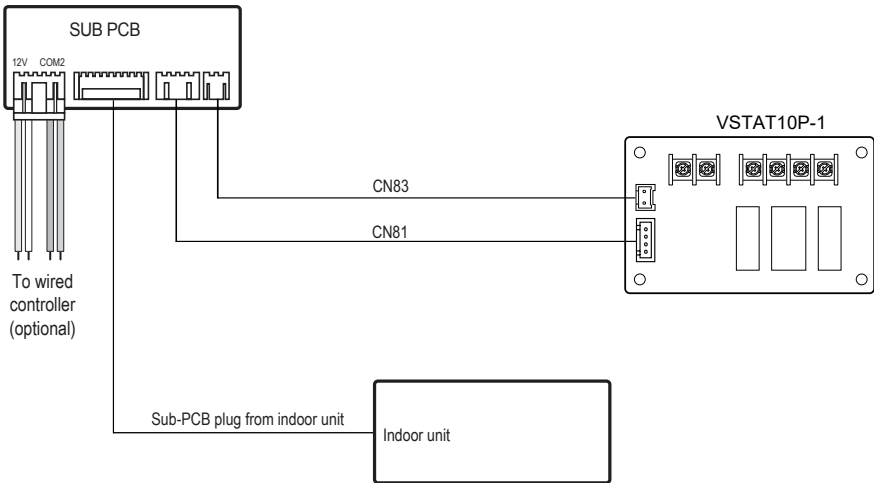 SUB PCB
12V COM2
VSTAT10P-1
CN83
CN81
To wired
controller
(optional)
Sub-PCB plug from indoor unit
Indoor unit